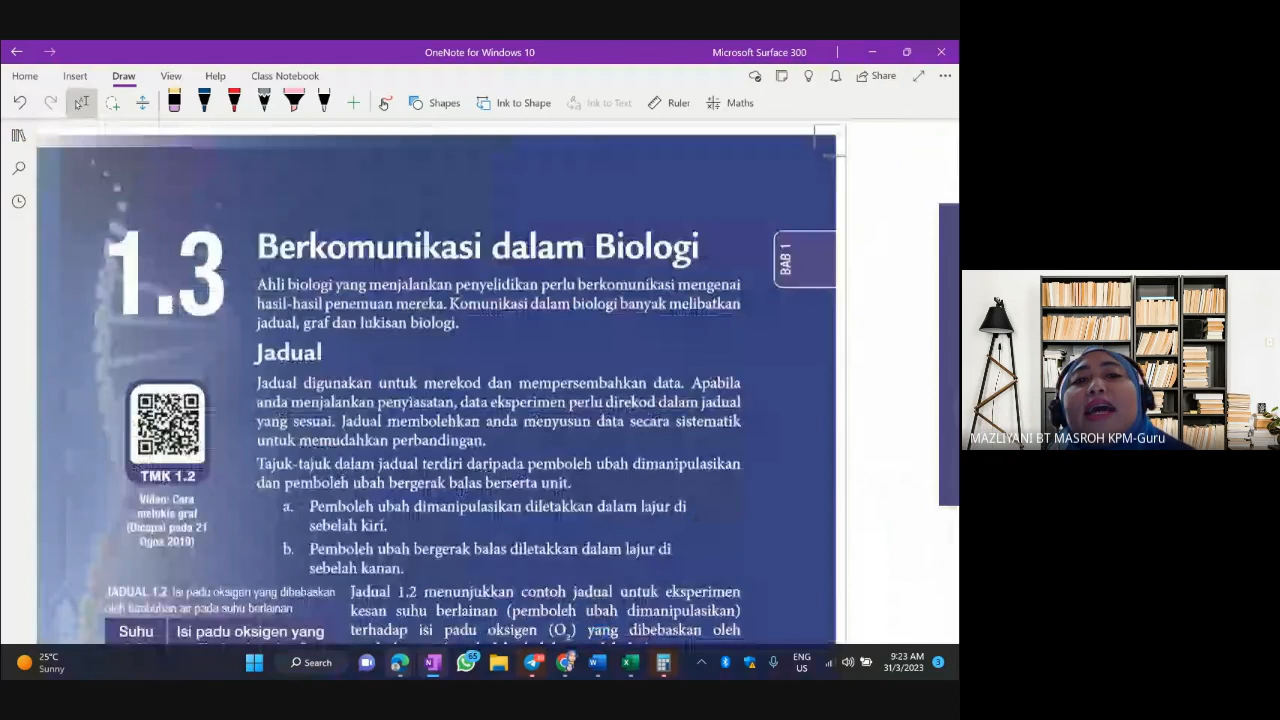 OneNote for Windows 10
Microsoft Surface 300
Home Insert Draw View Help Class Notebook
Share
Shapes Ink to Shape Ink to Text Ruler Maths
1.3
Berkomunikasi dalam Biologi
BAB 1
Ahli biologi yang menjalankan penyelidikan perlu berkomunikasi mengenai
hasil-hasil penemuan mereka. Komunikasi dalam biologi banyak melibatkan
jadual, graf dan lukisan biologi.
Jadual
Jadual digunakan untuk merekod dan mempersembahkan data. Apabila
anda menjalankan penyiasatan, data eksperimen perlu direkod dalam jadual
yang sesuai. Jadual membolehkan anda menyusun data secara sistematik
untuk memudahkan perbandingan.
Tajuk-tajuk dalam jadual terdiri daripada pemboleh ubah dimanipulasikan
dan pemboleh ubah bergerak balas berserta unit.
a. Pemboleh ubah dimanipulasikan diletakkan dalam lajur di
sebelah kiri.
b. Pemboleh ubah bergerak balas diletakkan dalam lajur di
sebelah kanan.
TMK 1.2
Video: Cara
melukis graf
(Dicapai pada 21
Ogos 2019)
JADUAL 1.2 Isi padu oksigen yang dibebaskan
oleh tumbuhan air pada suhu berlainan
Suhu Isi padu oksigen yang
Jadual 1.2 menunjukkan contoh jadual untuk eksperimen
kesan suhu berlainan (pemboleh ubah dimanipulasikan)
terhadap isi padu oksigen (O₂) yang dibebaskan oleh
MAZLIYANI BT MASROH KPM-Guru
25°C
Sunny
Search
65
ENG
US
9:23 AM
31/3/2023
3